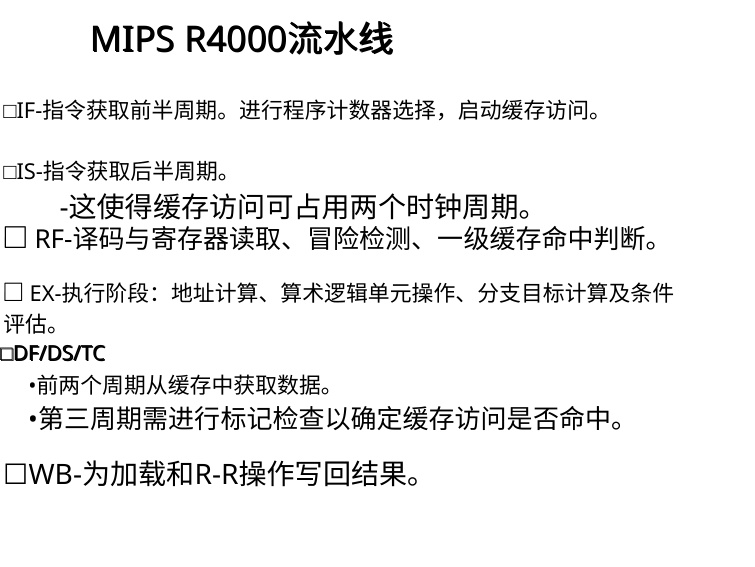 MIPS R4000流水线
□IF-指令获取前半周期。进行程序计数器选择，启动缓存访问。
□IS-指令获取后半周期。
-这使得缓存访问可占用两个时钟周期。
□ RF-译码与寄存器读取、冒险检测、一级缓存命中判断。
□ EX-执行阶段：地址计算、算术逻辑单元操作、分支目标计算及条件
评估。
□DF/DS/TC
•前两个周期从缓存中获取数据。
•第三周期需进行标记检查以确定缓存访问是否命中。
□WB-为加载和R-R操作写回结果。